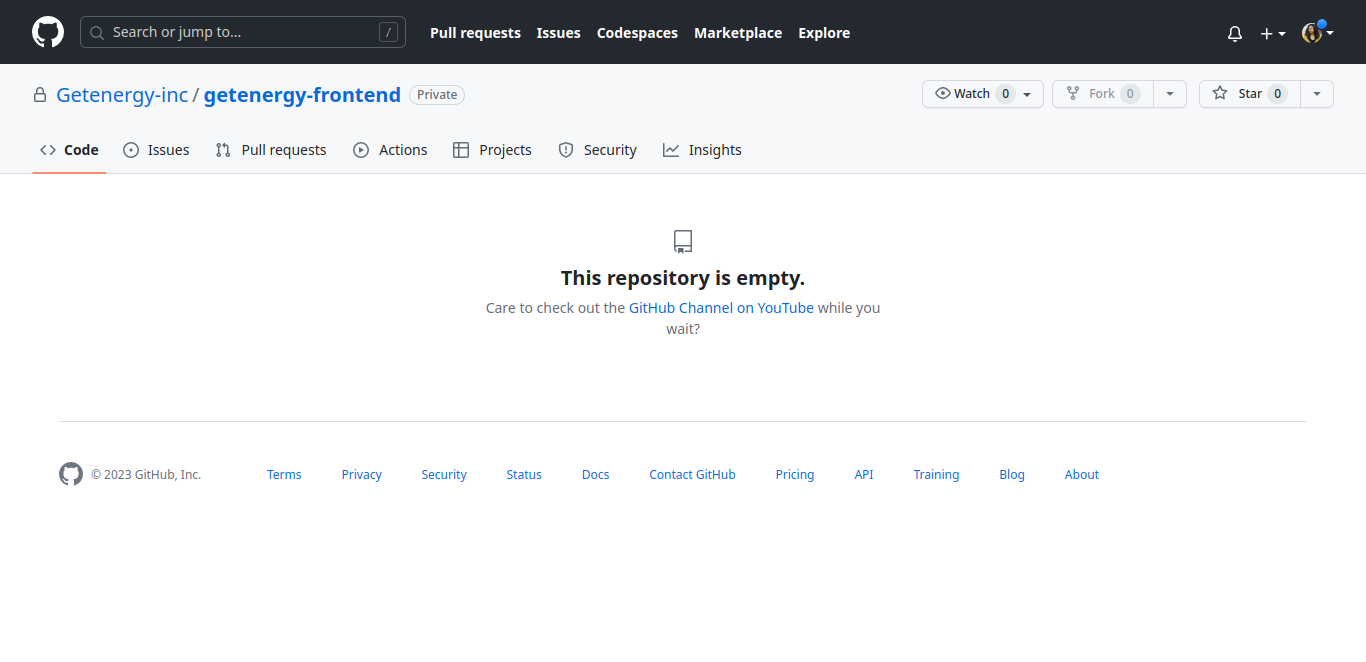 Search or jump to... /
Pull requests Issues Codespaces Marketplace Explore
Getenergy-inc / getenergy-frontend Private
Watch 0 Fork 0 Star 0
Code Issues Pull requests Actions Projects Security Insights
This repository is empty.
Care to check out the GitHub Channel on YouTube while you
wait?
© 2023 GitHub, Inc. Terms Privacy Security Status Docs Contact GitHub Pricing API Training Blog About